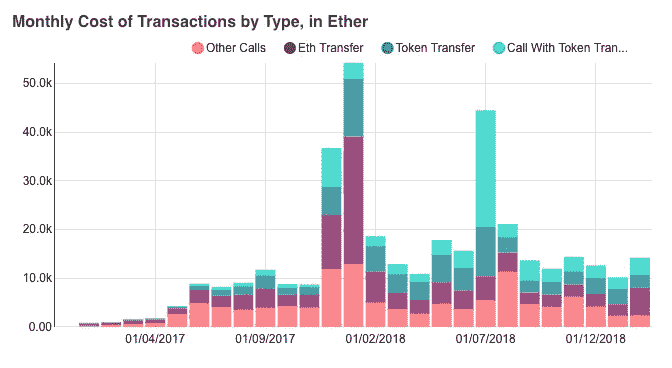 Monthly Cost of Transactions by Type, in Ether
Other Calls Eth Transfer Token Transfer Call With Token Tran...
50.0k
40.0k
30.0k
20.0k
10.0k
0.00
01/04/2017 01/09/2017 01/02/2018 01/07/2018 01/12/2018